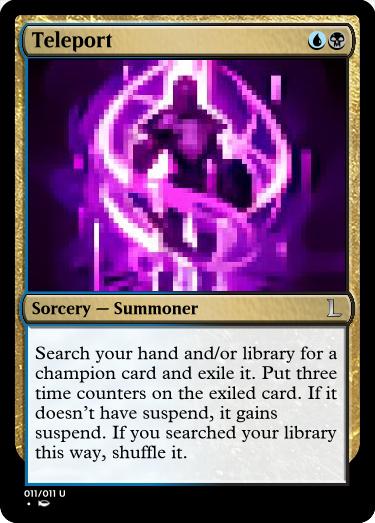 Teleport
Sorcery — Summoner
L
Search your hand and/or library for a
champion card and exile it. Put three
time counters on the exiled card. If it
doesn't have suspend, it gains
suspend. If you searched your library
this way, shuffle it.
011/011 U